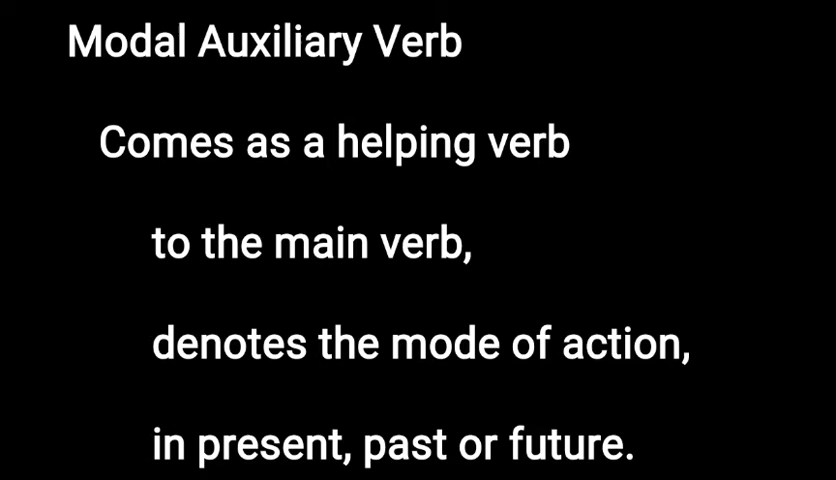 Modal Auxiliary Verb
Comes as a helping verb
to the main verb,
denotes the mode of action,
in present, past or future.